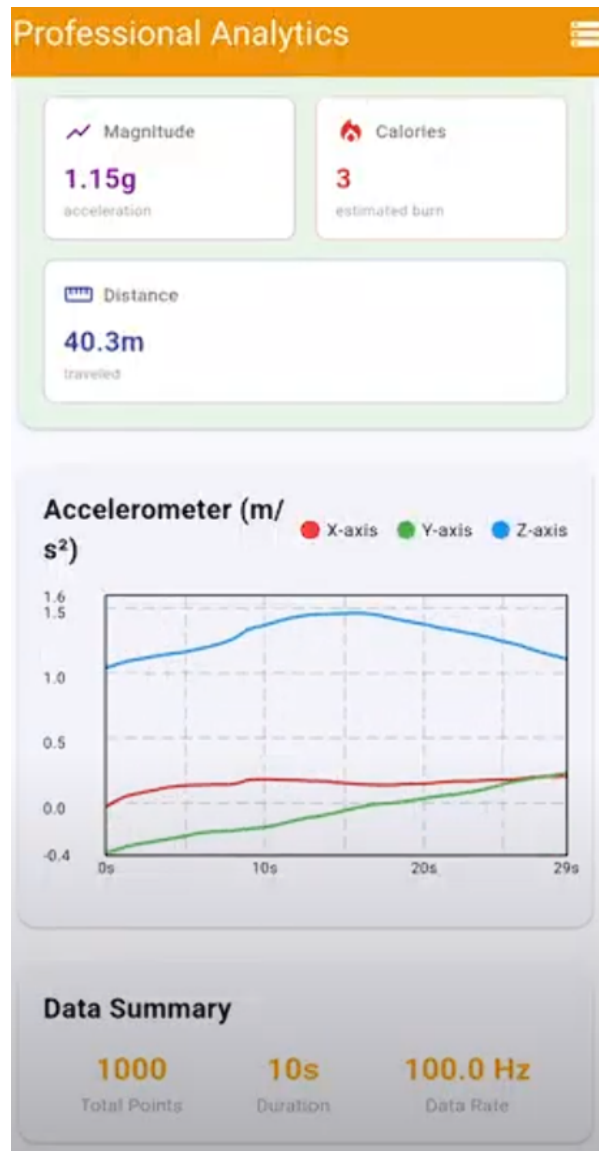 Professional Analytics
Magnitude
1.15g
acceleration
Calories
3
estimated burn
Distance
40.3m
traveled
Accelerometer (m/
s²)
X-axis
Y-axis
Z-axis
1.6
1.5
1.0
0.5
0.0
-0.4
0s
10s
20s
29s
Data Summary
1000
Total Points
10s
Duration
100.0 Hz
Data Rate